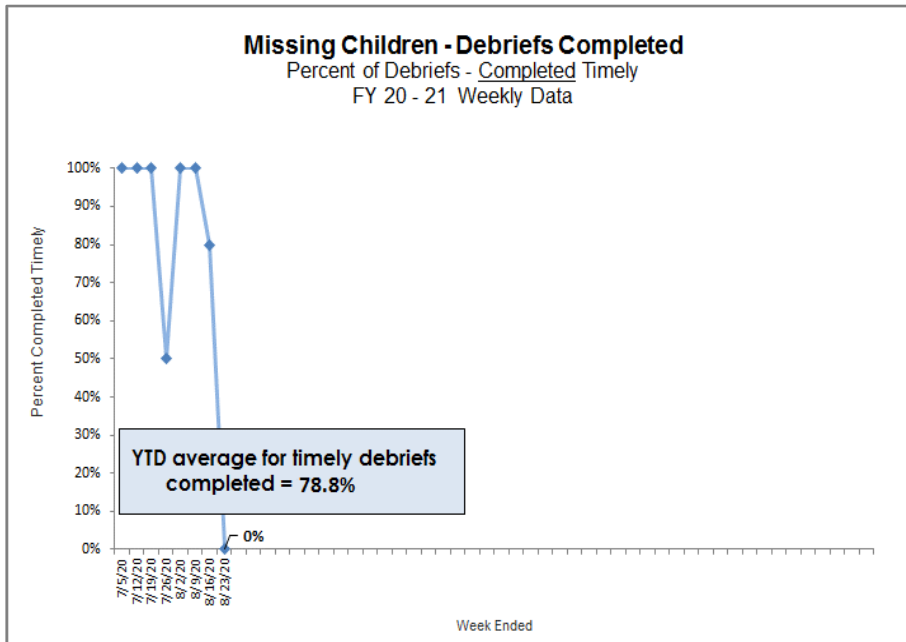 Missing Children - Debriefs Completed
Percent of Debriefs - Completed Timely
FY 20 - 21 Weekly Data
Percent Completed Timely
100%
90%
80%
70%
60%
50%
40%
30%
20%
10%
0%
YTD average for timely debriefs
completed = 78.8%
0%
7/5/20
7/12/20
7/19/20
7/26/20
8/2/20
8/9/20
8/16/20
8/23/20
Week Ended